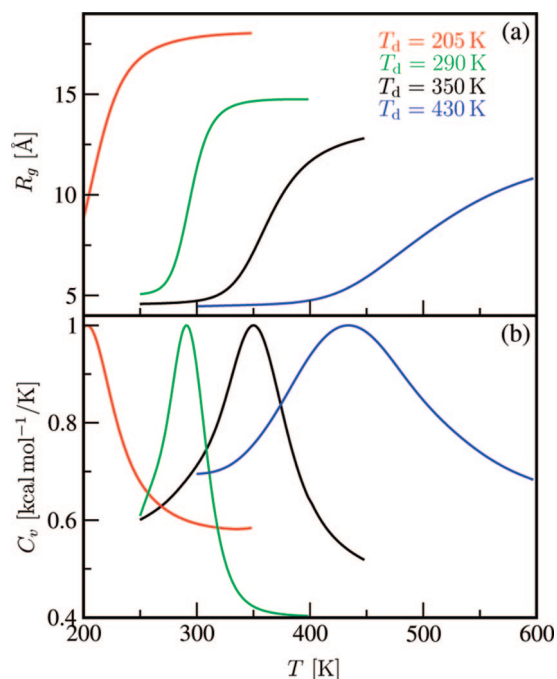 (a)
T_d = 205 K
T_d = 290 K
T_d = 350 K
T_d = 430 K
15
10
5
R_g [Å]
(b)
1
0.8
0.6
0.4
C_v [kcal mol⁻¹/K]
200 300 400 500 600
T [K]